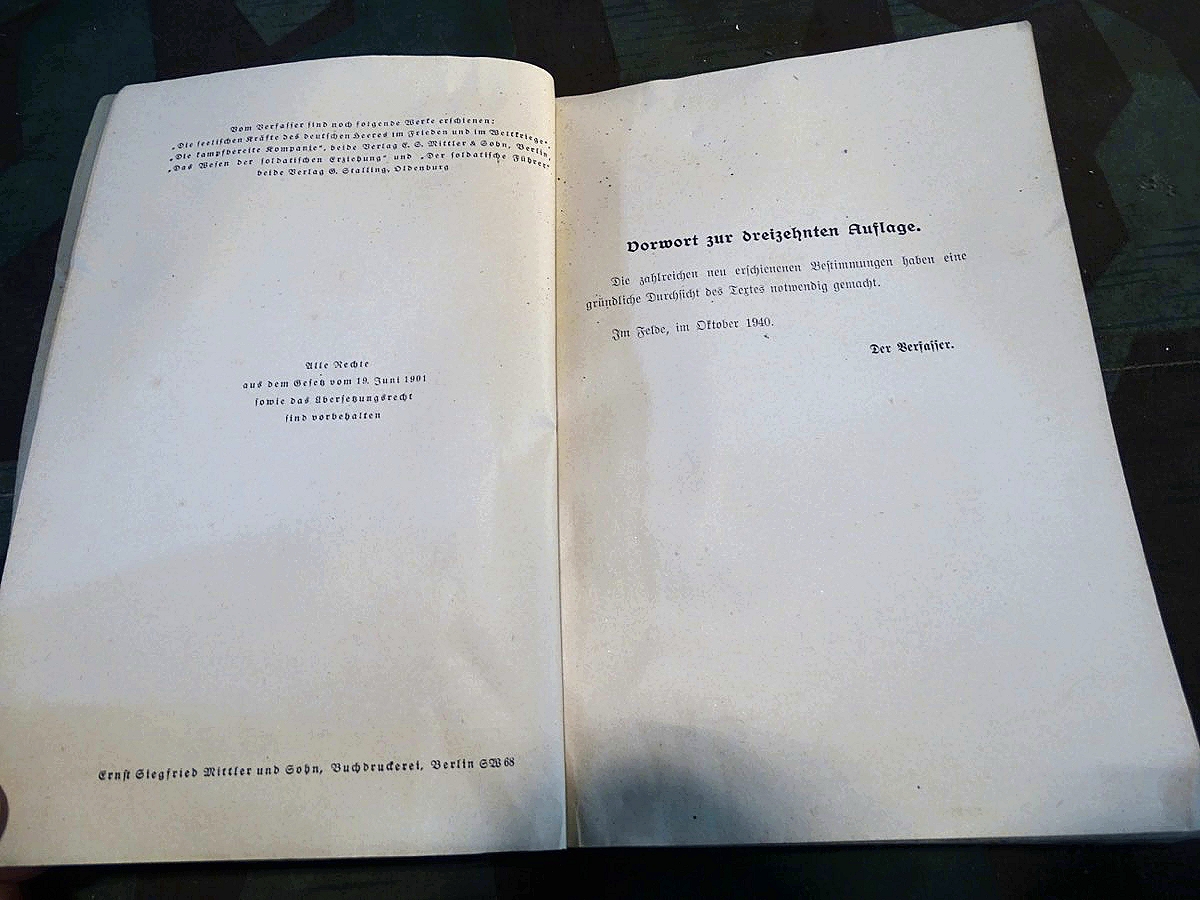 Vom Verfasser sind noch folgende Werke erschienen:
„Die seelischen Kräfte des deutschen Heeres im Frieden und im Weltkriege“,
„Die kampfbereite Kompanie“, beide Verlag E. S. Mittler & Sohn, Berlin,
„Das Wesen der soldatischen Erziehung“ und „Der soldatische Führer“
beide Verlag G. Stalling, Oldenburg
Alle Rechte
aus dem Gesetz vom 19. Juni 1901
sowie das Übersetzungsrecht
sind vorbehalten
Ernst Siegfried Mittler und Sohn, Buchdruckerei, Berlin SW 68
Vorwort zur dreizehnten Auflage.
Die zahlreichen neu erschienenen Bestimmungen haben eine
gründliche Durchsicht des Textes notwendig gemacht.
Im Felde, im Oktober 1940.
Der Verfasser.